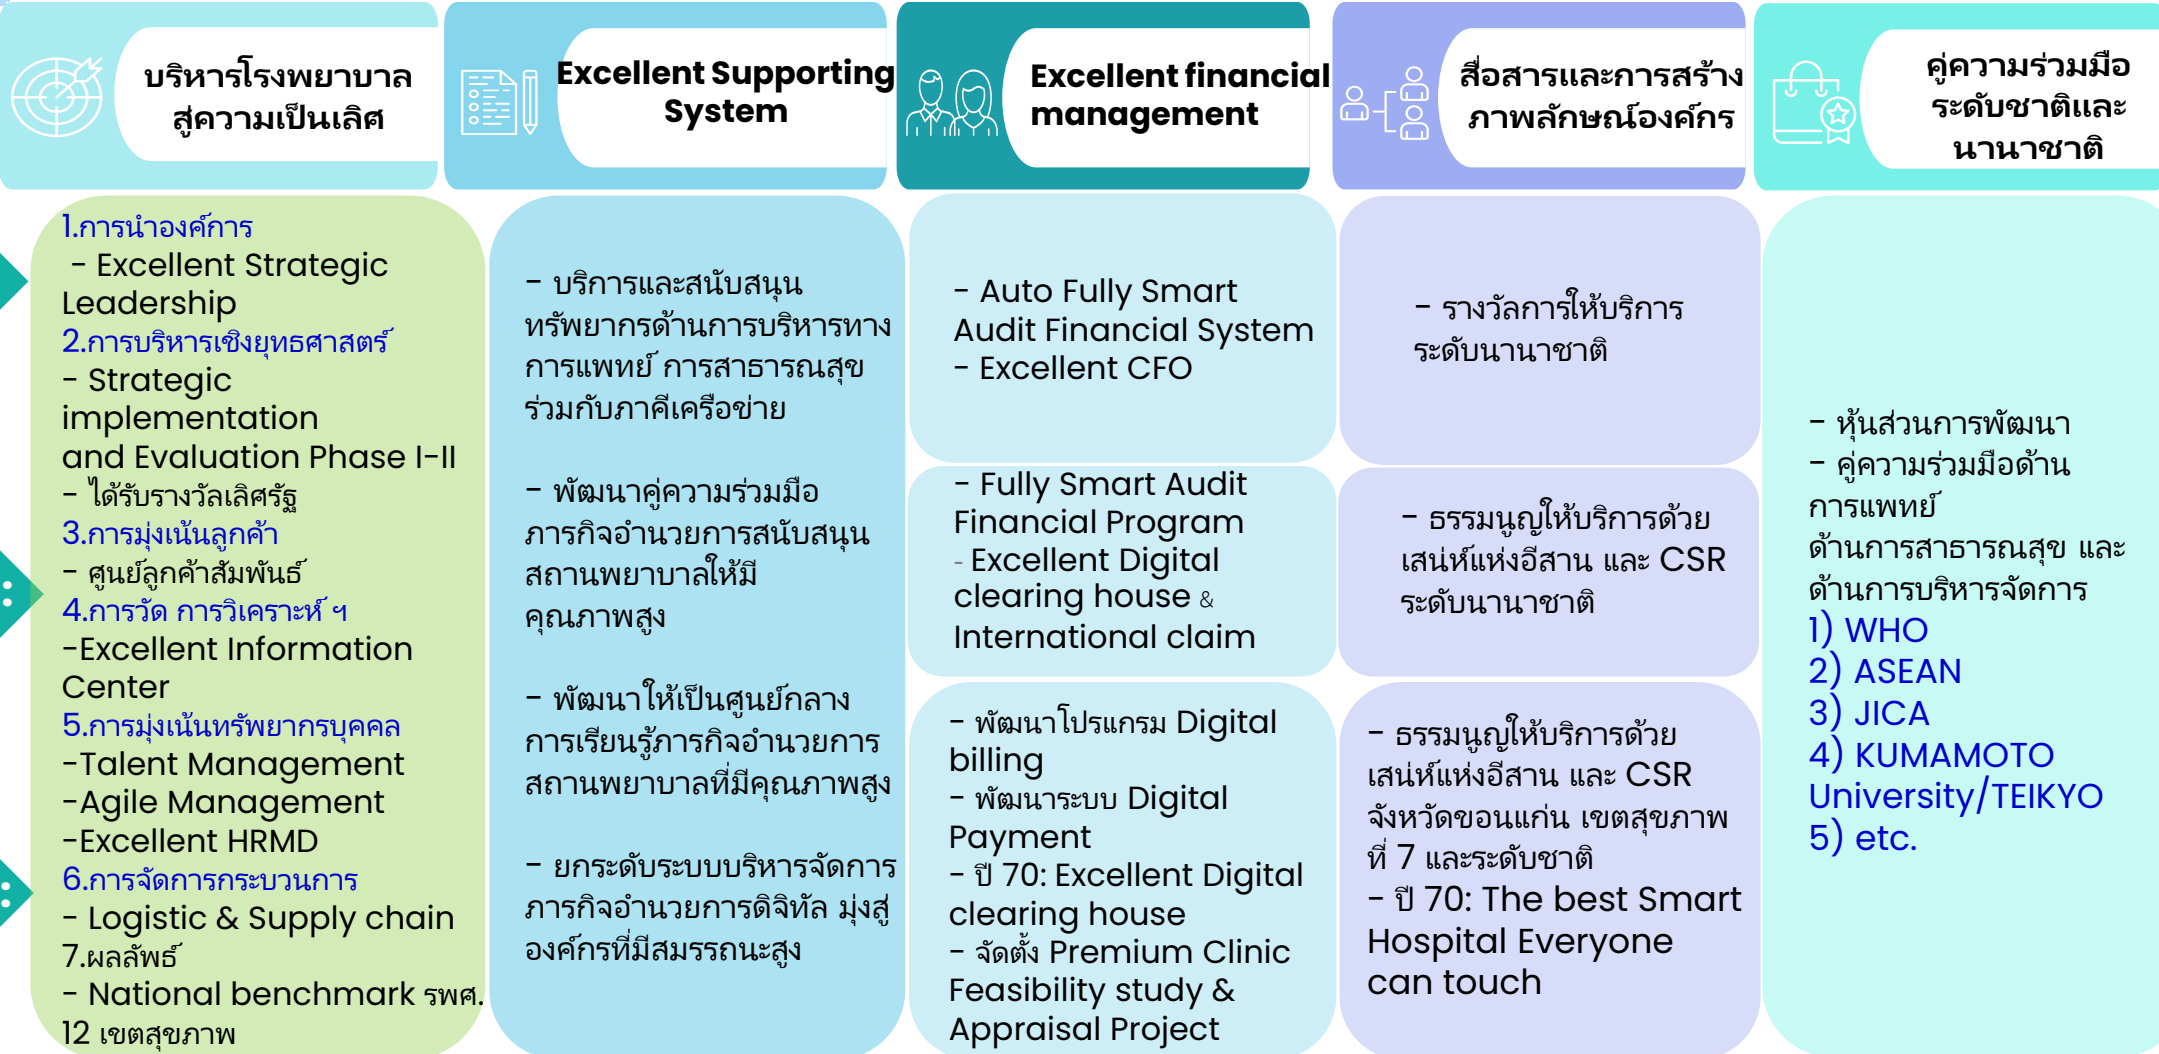 บริหารโรงพยาบาล
สู่ความเป็นเลิศ
Excellent Supporting
System
Excellent financial
management
สื่อสารและการสร้าง
ภาพลักษณ์องค์กร
คู่ความร่วมมือ
ระดับชาติและ
นานาชาติ
1.การนำองค์การ
- Excellent Strategic
Leadership
2.การบริหารเชิงยุทธศาสตร์
- Strategic
implementation
and Evaluation Phase I-II
- ได้รับรางวัลเลิศรัฐ
3.การมุ่งเน้นลูกค้า
- ศูนย์ลูกค้าสัมพันธ์
4.การวัด การวิเคราะห์ ฯ
-Excellent Information
Center
5.การมุ่งเน้นทรัพยากรบุคคล
-Talent Management
-Agile Management
-Excellent HRMD
6.การจัดการกระบวนการ
- Logistic & Supply chain
7.ผลลัพธ์
- National benchmark รพศ.
12 เขตสุขภาพ
- บริการและสนับสนุน
ทรัพยากรด้านการบริหารทาง
การแพทย์ การสาธารณสุข
ร่วมกับภาคีเครือข่าย
- พัฒนาคู่ความร่วมมือ
ภารกิจอำนวยการสนับสนุน
สถานพยาบาลให้มี
คุณภาพสูง
- พัฒนาให้เป็นศูนย์กลาง
การเรียนรู้ภารกิจอำนวยการ
สถานพยาบาลที่มีคุณภาพสูง
- ยกระดับระบบบริหารจัดการ
ภารกิจอำนวยการดิจิทัล มุ่งสู่
องค์กรที่มีสมรรถนะสูง
- Auto Fully Smart
Audit Financial System
- Excellent CFO
- Fully Smart Audit
Financial Program
- Excellent Digital
clearing house &
International claim
- พัฒนาโปรแกรม Digital
billing
- พัฒนาระบบ Digital
Payment
- ปี 70: Excellent Digital
clearing house
- จัดตั้ง Premium Clinic
Feasibility study &
Appraisal Project
- รางวัลการให้บริการ
ระดับนานาชาติ
- ธรรมนูญให้บริการด้วย
เสน่ห์แห่งอีสาน และ CSR
ระดับนานาชาติ
- ธรรมนูญให้บริการด้วย
เสน่ห์แห่งอีสาน และ CSR
จังหวัดขอนแก่น เขตสุขภาพ
ที่ 7 และระดับชาติ
- ปี 70: The best Smart
Hospital Everyone
can touch
- หุ้นส่วนการพัฒนา
- คู่ความร่วมมือด้าน
การแพทย์
ด้านการสาธารณสุข และ
ด้านการบริหารจัดการ
1) WHO
2) ASEAN
3) JICA
4) KUMAMOTO
University/TEIKYO
5) etc.